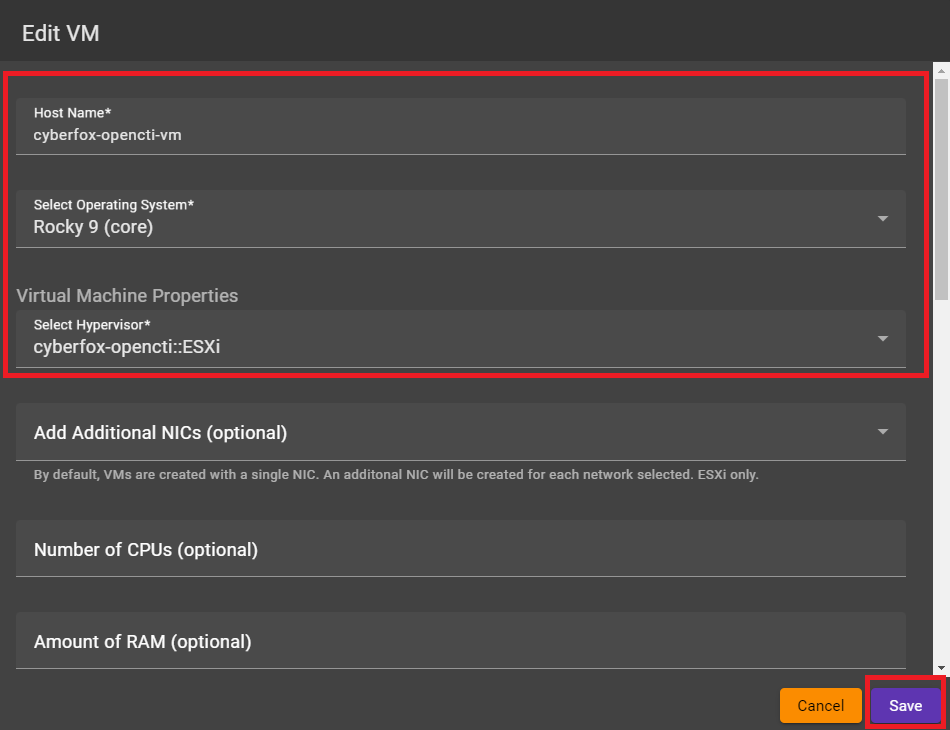 Edit VM
Host Name*
cyberfox-opencti-vm
Select Operating System*
Rocky 9 (core)
Virtual Machine Properties
Select Hypervisor*
cyberfox-opencti::ESXi
Add Additional NICs (optional)
By default, VMs are created with a single NIC. An additonal NIC will be created for each network selected. ESXi only.
Number of CPUs (optional)
Amount of RAM (optional)
Cancel
Save